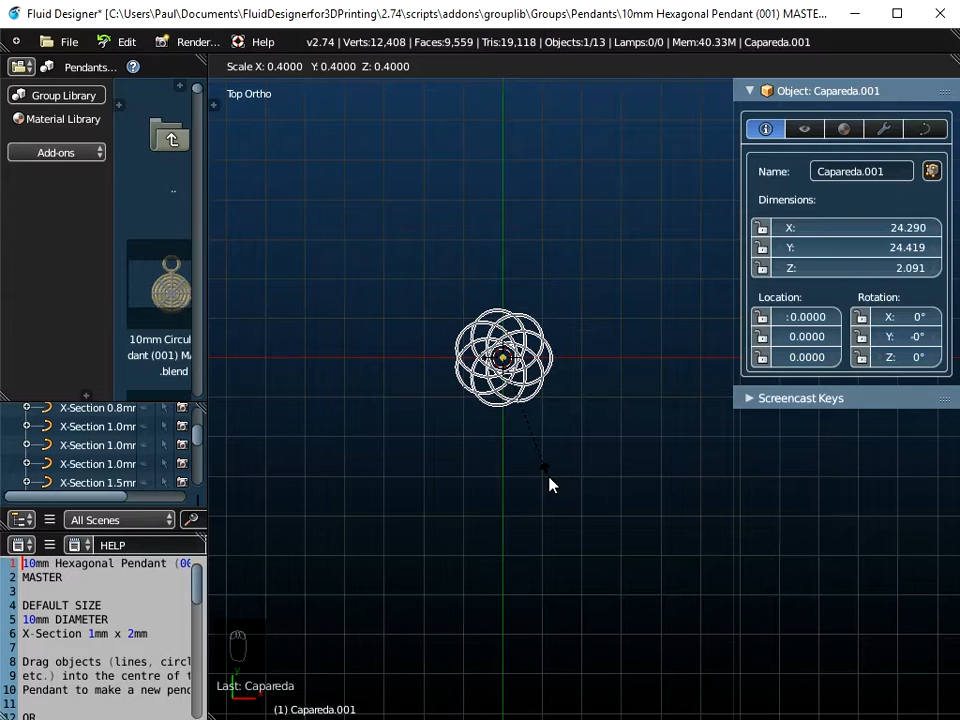 Fluid Designer* [C:\Users\Paul\Documents\FluidDesignerfor3DPrinting\2.74\scripts\addons\grouplib\Groups\Pendants\10mm Hexagonal Pendant (001) MASTE...
File Edit Render... Help v2.74 | Verts:12,408 | Faces:9,559 | Tris:19,118 | Objects:1/13 | Lamps:0/0 | Mem:40.33M | Capareda.001
Pendants...
Scale X: 0.4000 Y: 0.4000 Z: 0.4000
Group Library
Material Library
Add-ons
..
10mm Circul
dant (001) M
.blend
Top Ortho
Object: Capareda.001
Name: Capareda.001
Dimensions:
X: 24.290
Y: 24.419
Z: 2.091
Location: Rotation:
:0.0000 X: 0°
0.0000 Y: -0°
0.0000 Z: 0°
Screencast Keys
X-Section 0.8mr
X-Section 1.0mr
X-Section 1.0mr
X-Section 1.0mr
X-Section 1.5mr
All Scenes
HELP
1 10mm Hexagonal Pendant (00
2 MASTER
3
4 DEFAULT SIZE
5 10mm DIAMETER
6 X-Section 1mm x 2mm
7
8 Drag objects (lines, circl
9 etc.) into the centre of t
10 Pendant to make a new pend
11
12 OR
y
Last: Capareda
(1) Capareda.001